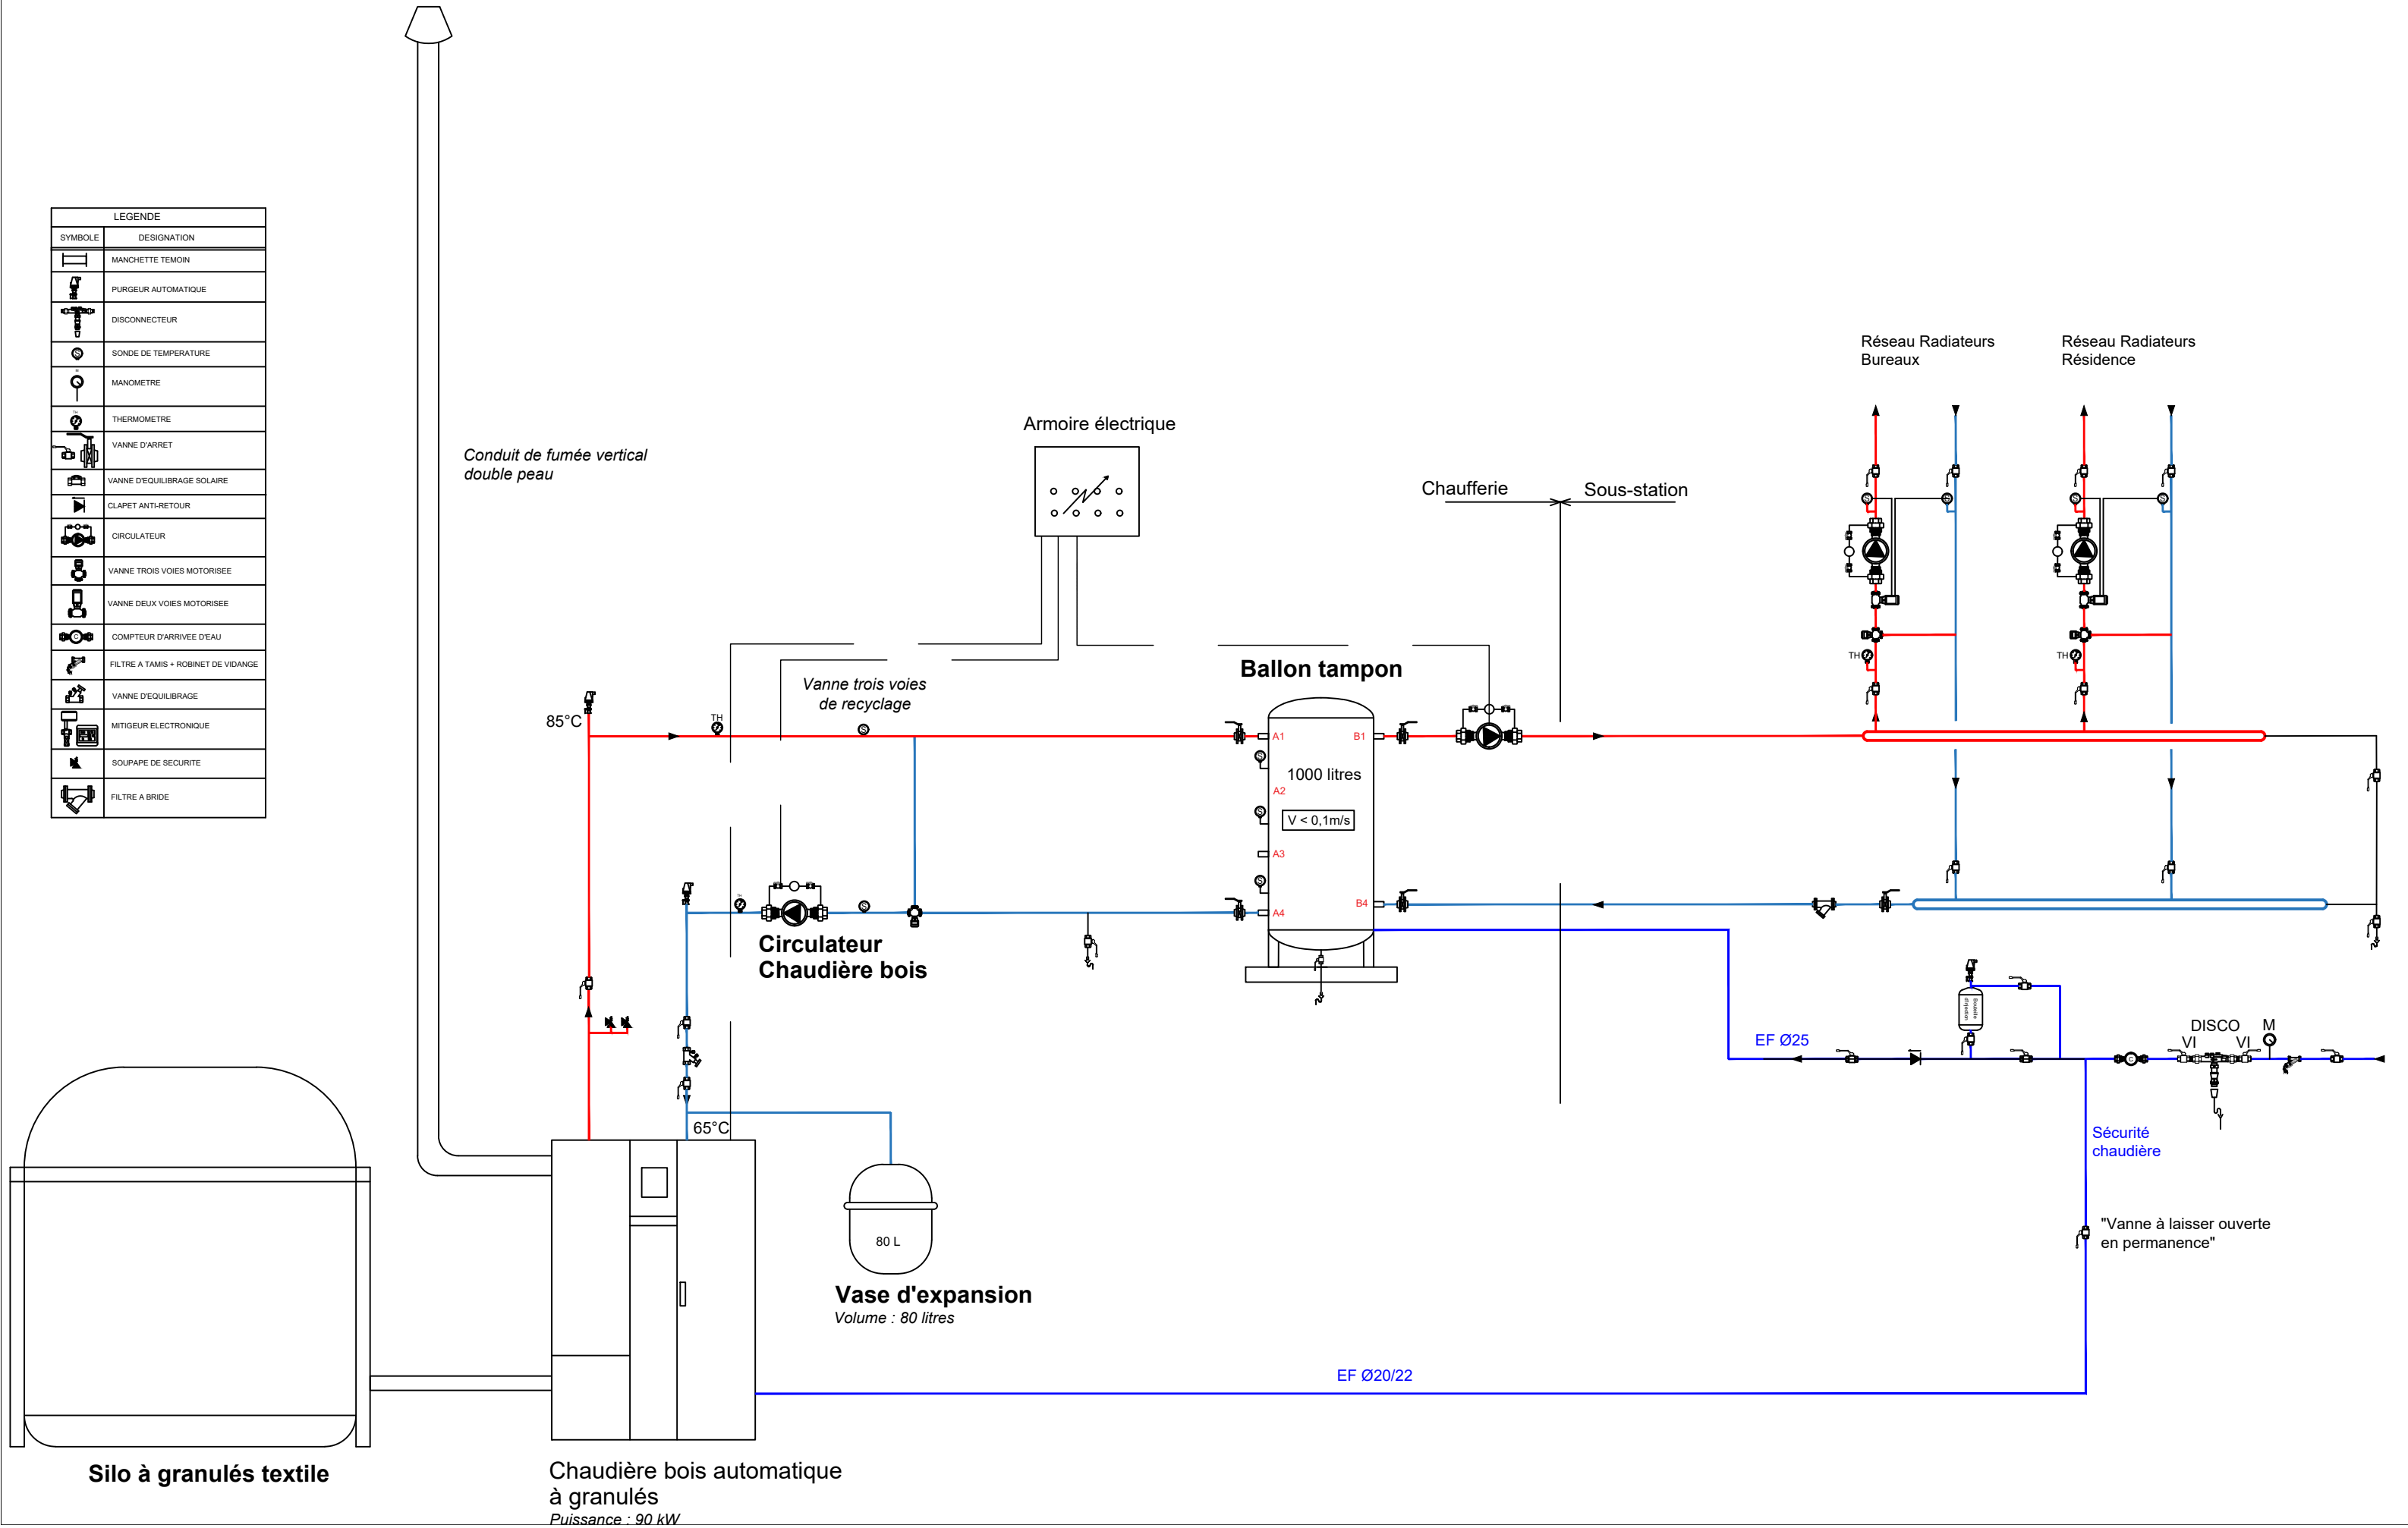 LEGENDE
SYMBOLE DESIGNATION
MANCHETTE TEMOIN
PURGEUR AUTOMATIQUE
DISCONNECTEUR
S SONDE DE TEMPERATURE
MANOMETRE
THERMOMETRE
VANNE D'ARRET
VANNE D'EQUILIBRAGE SOLAIRE
CLAPET ANTI-RETOUR
CIRCULATEUR
VANNE TROIS VOIES MOTORISEE
VANNE DEUX VOIES MOTORISEE
C COMPTEUR D'ARRIVEE D'EAU
FILTRE A TAMIS + ROBINET DE VIDANGE
VANNE D'EQUILIBRAGE
MITIGEUR ELECTRONIQUE
SOUPAPE DE SECURITE
FILTRE A BRIDE
Conduit de fumée vertical
double peau
Armoire électrique
Chaufferie
Sous-station
Réseau Radiateurs
Bureaux
Réseau Radiateurs
Résidence
S
S
S
S
TH
TH
Vanne trois voies
de recyclage
Ballon tampon
85°C
TH
S
A1
B1
S
1000 litres
A2
S
V < 0,1m/s
A3
S
A4
B4
S
Circulateur
Chaudière bois
Bouteille
d'injection
EF Ø25
C
DISCO
VI
VI
M
Sécurité
chaudière
"Vanne à laisser ouverte
en permanence"
65°C
80 L
Vase d'expansion
Volume : 80 litres
EF Ø20/22
Silo à granulés textile
Chaudière bois automatique
à granulés
Puissance : 90 kW